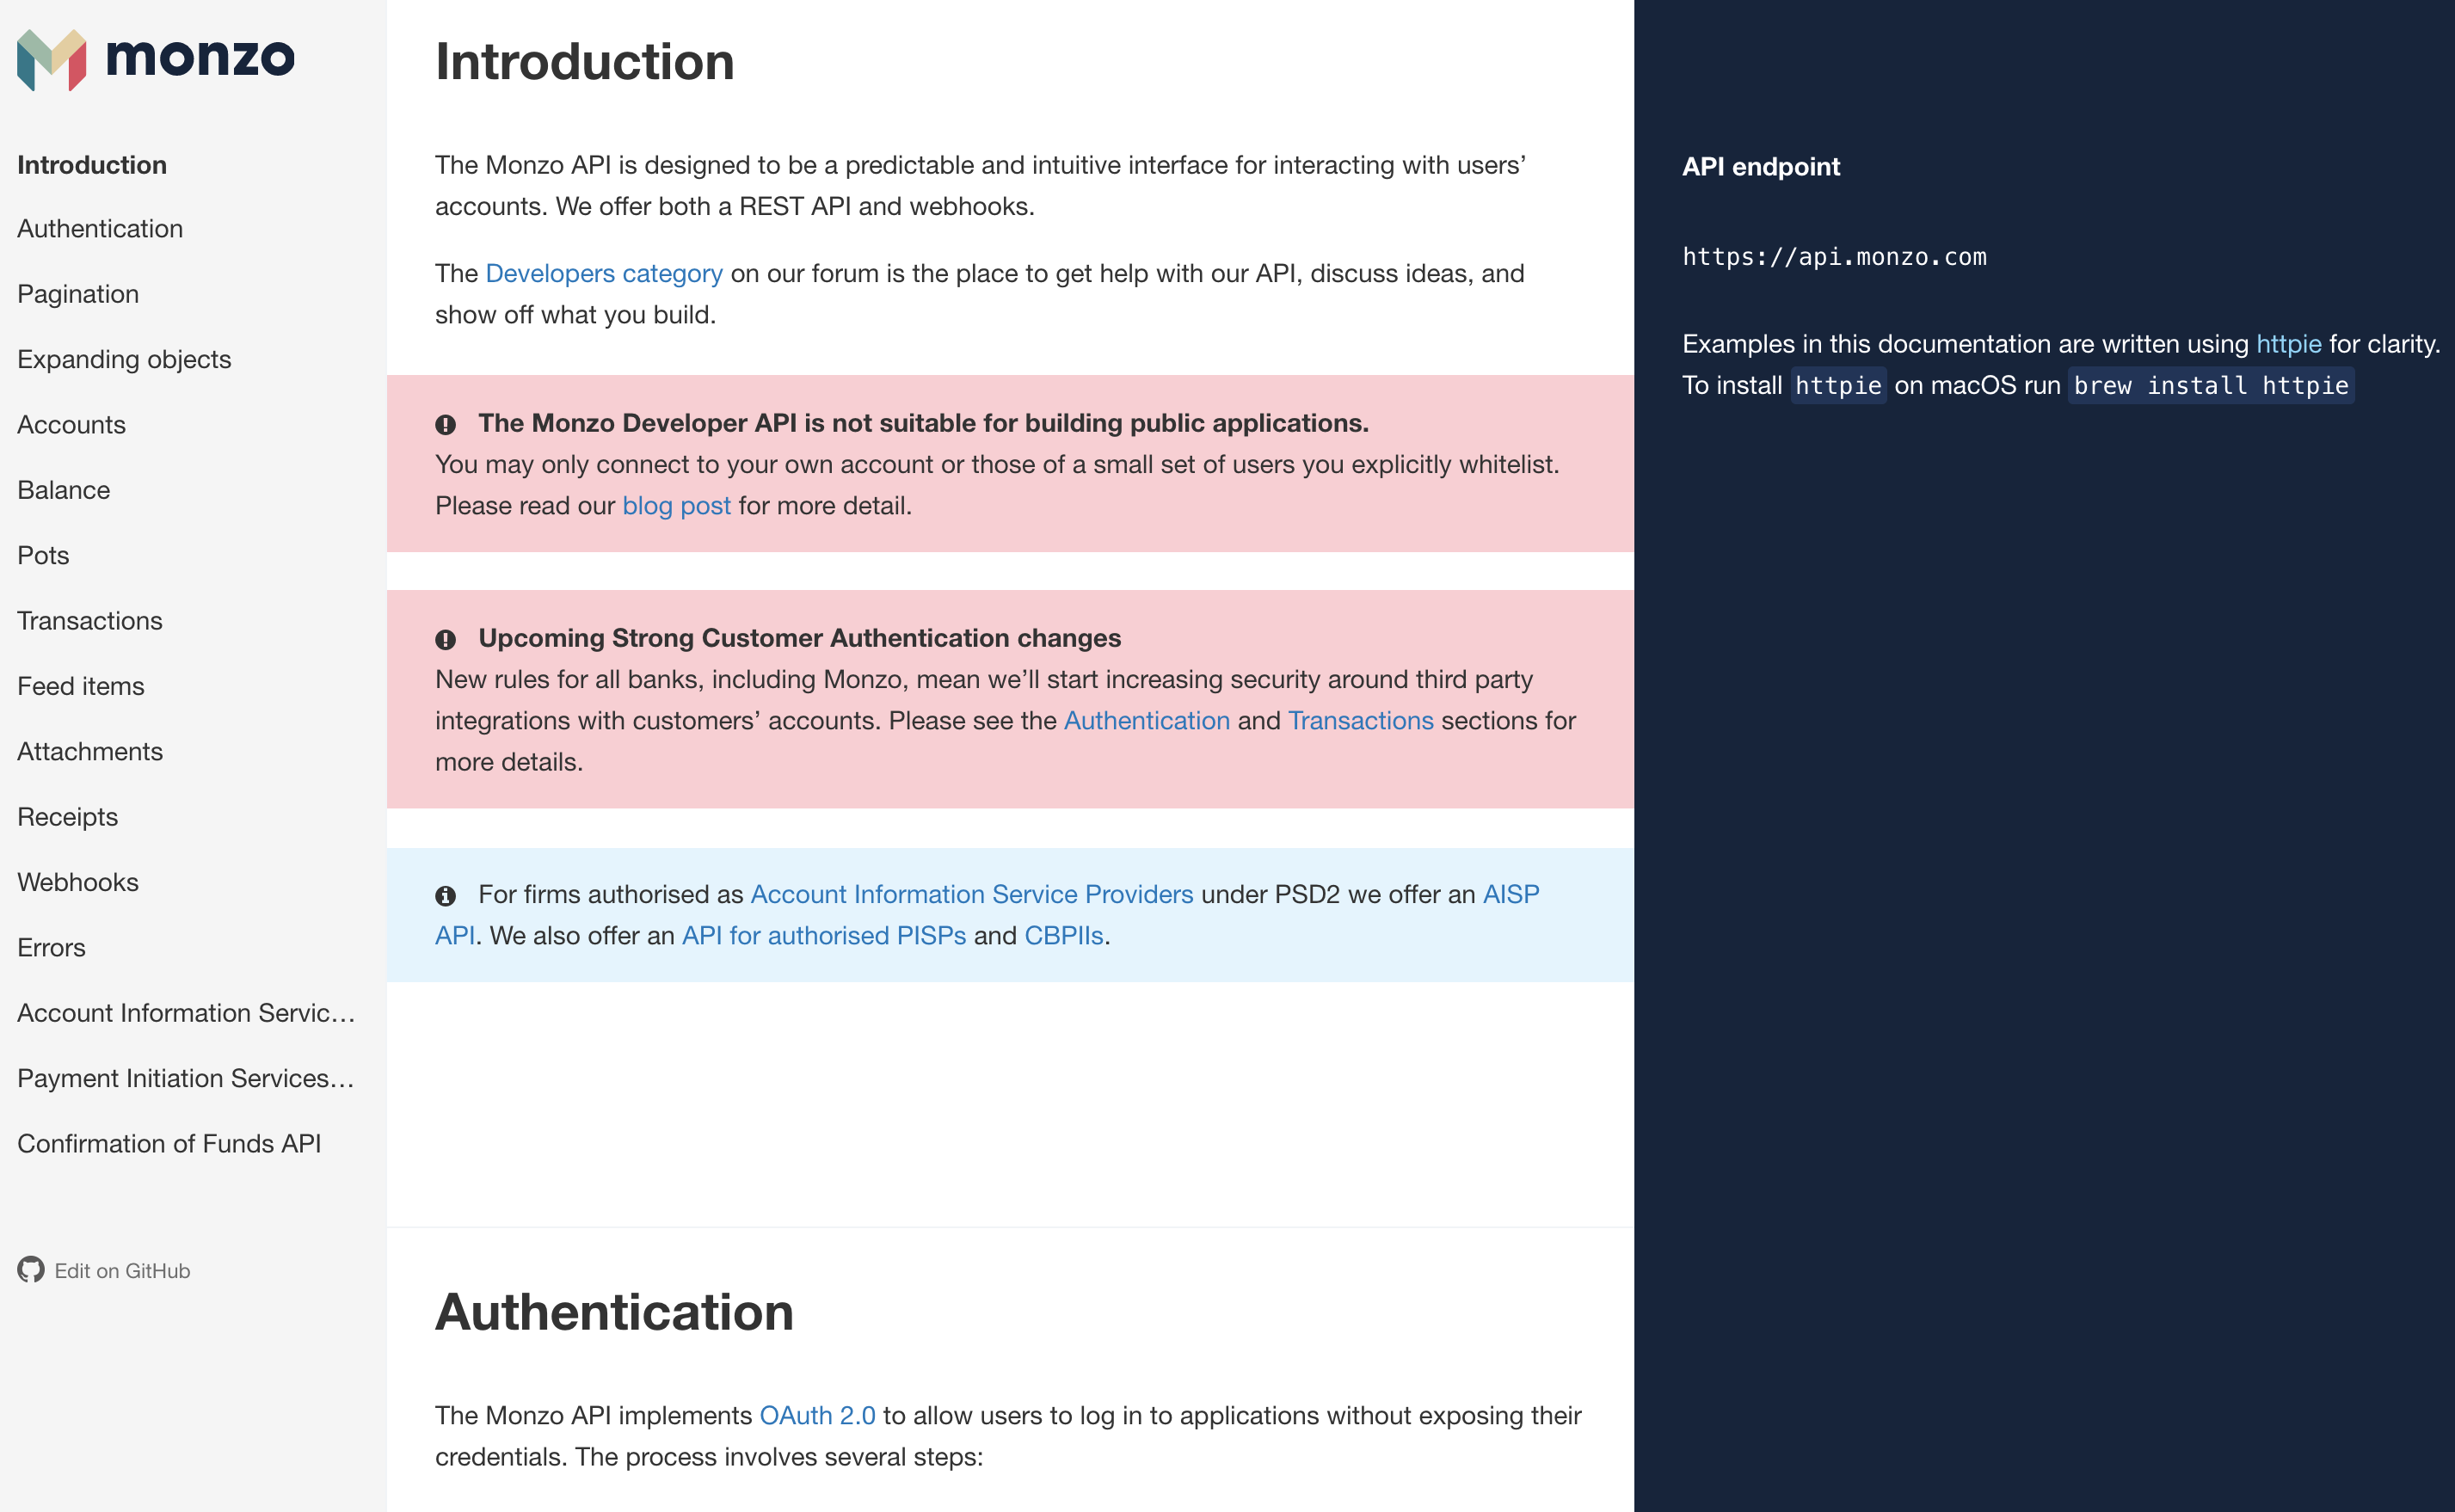 monzo
Introduction
Authentication
Pagination
Expanding objects
Accounts
Balance
Pots
Transactions
Feed items
Attachments
Receipts
Webhooks
Errors
Account Information Servic…
Payment Initiation Services…
Confirmation of Funds API
Edit on GitHub
Introduction
The Monzo API is designed to be a predictable and intuitive interface for interacting with users’
accounts. We offer both a REST API and webhooks.
The Developers category on our forum is the place to get help with our API, discuss ideas, and
show off what you build.
The Monzo Developer API is not suitable for building public applications.
You may only connect to your own account or those of a small set of users you explicitly whitelist.
Please read our blog post for more detail.
Upcoming Strong Customer Authentication changes
New rules for all banks, including Monzo, mean we’ll start increasing security around third party
integrations with customers’ accounts. Please see the Authentication and Transactions sections for
more details.
For firms authorised as Account Information Service Providers under PSD2 we offer an AISP
API. We also offer an API for authorised PISPs and CBPIIs.
Authentication
The Monzo API implements OAuth 2.0 to allow users to log in to applications without exposing their
credentials. The process involves several steps:
API endpoint
https://api.monzo.com
Examples in this documentation are written using httpie for clarity.
To install httpie on macOS run brew install httpie